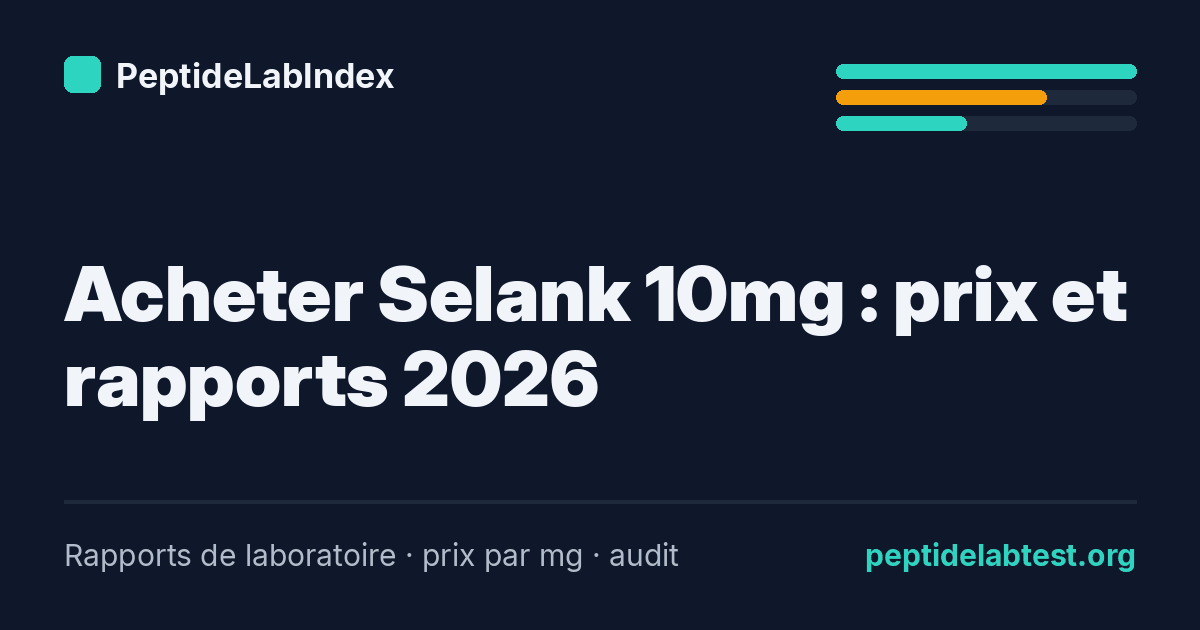 PeptideLabIndex
Acheter Selank 10mg : prix et
rapports 2026
Rapports de laboratoire · prix par mg · audit
peptidelabtest.org